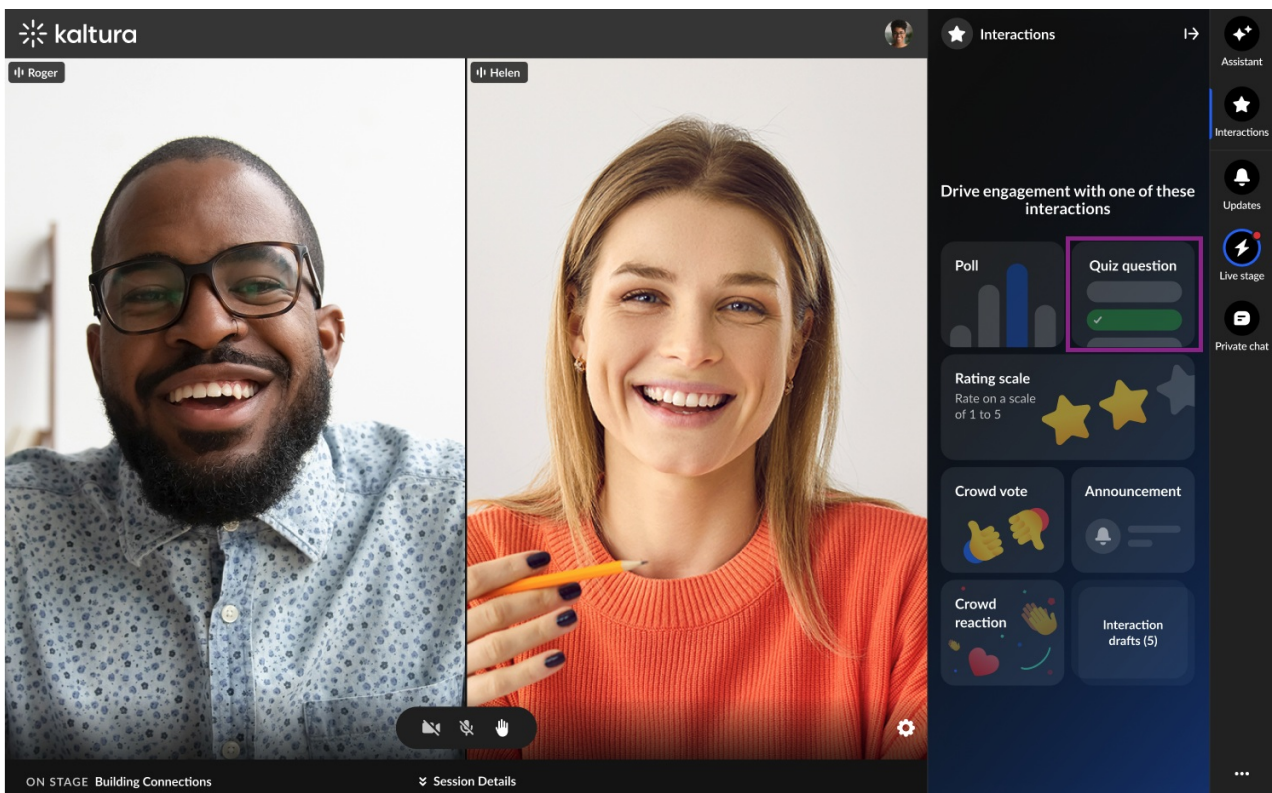 kaltura
Roger
Helen
Interactions
Assistant
Interactions
Updates
Live stage
Private chat
Drive engagement with one of these
interactions
Poll
Quiz question
Rating scale
Rate on a scale
of 1 to 5
Crowd vote
Announcement
Crowd
reaction
Interaction
drafts (5)
ON STAGE Building Connections
Session Details